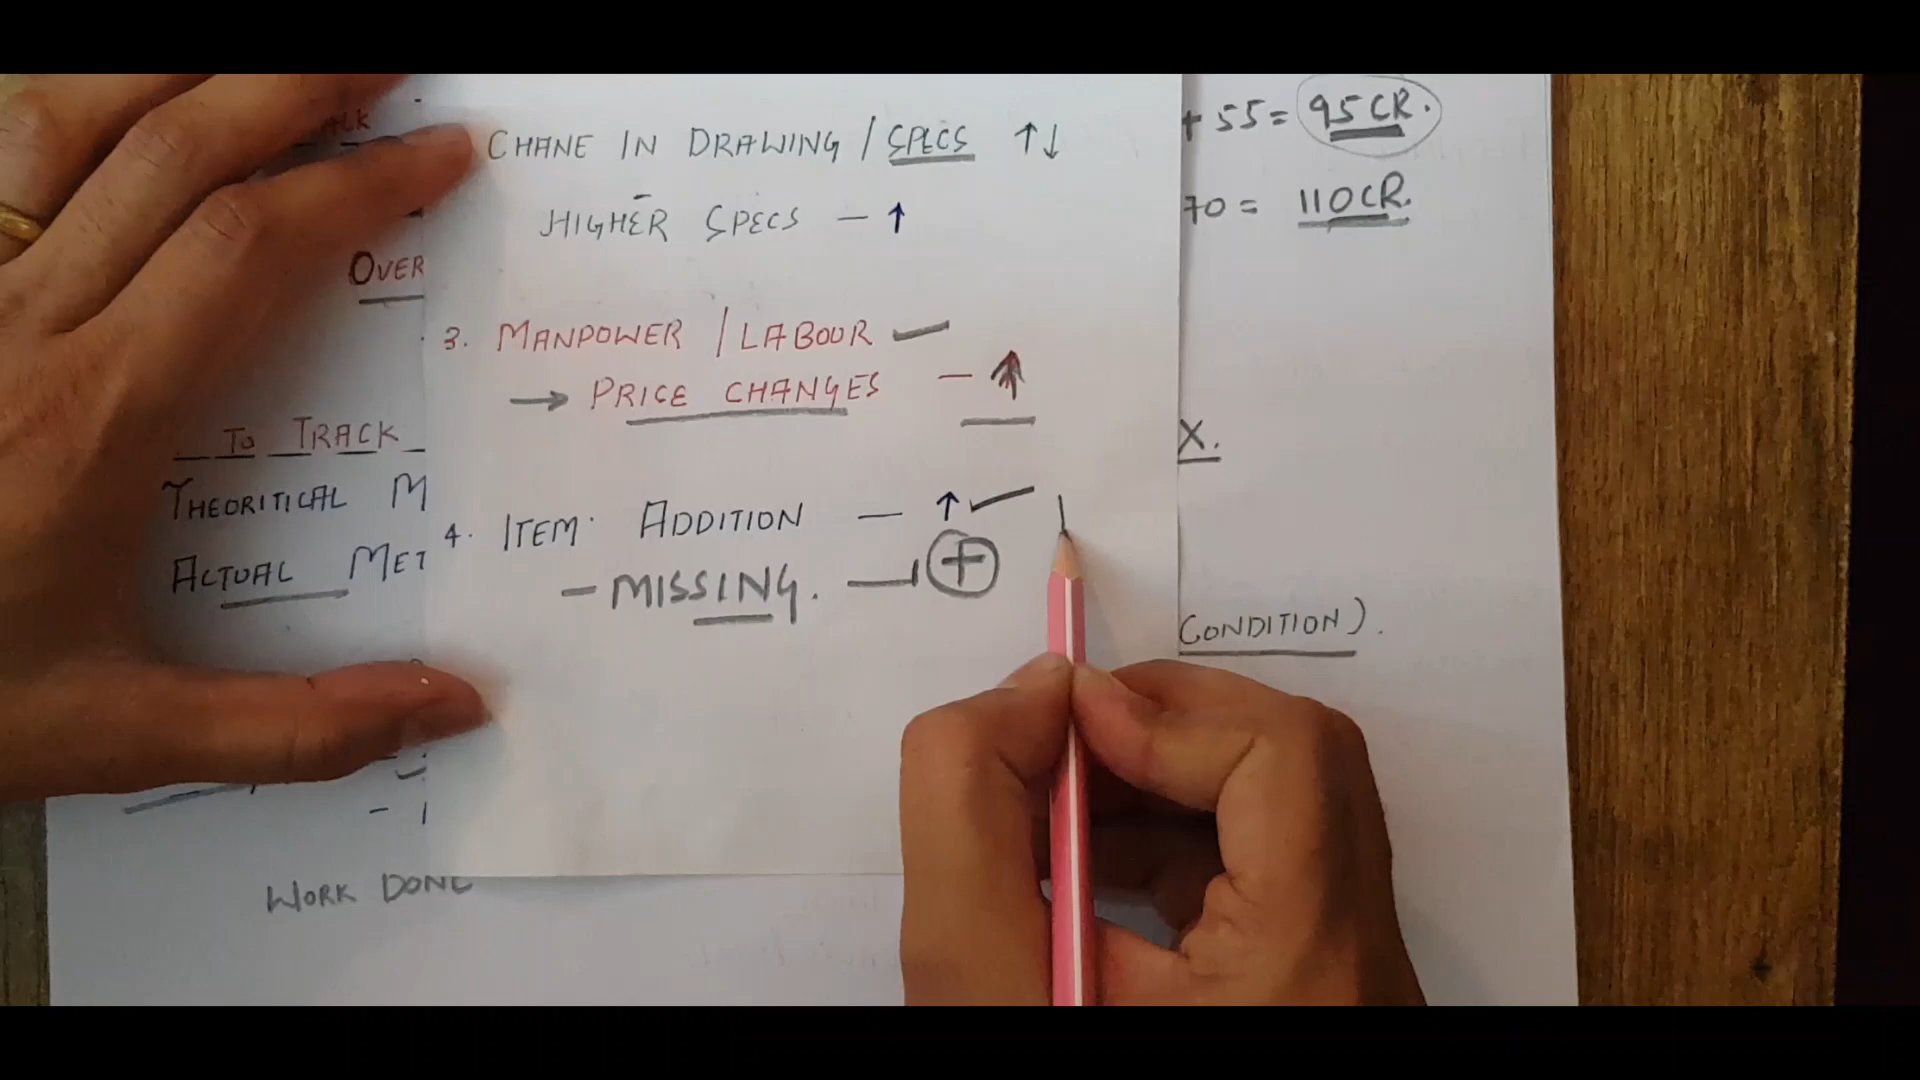 CHANE IN DRAWING / SPECS ↑↓
HIGHER SPECS — ↑
3. MANPOWER / LABOUR
→ PRICE CHANGES — ↑
4. ITEM. ADDITION — ↑
- MISSING. — +
OVER
TO TRACK
THEORITICAL M
ACTUAL MET
WORK DONE
+ 55 = 95CR.
70 = 110CR.
X.
CONDITION).